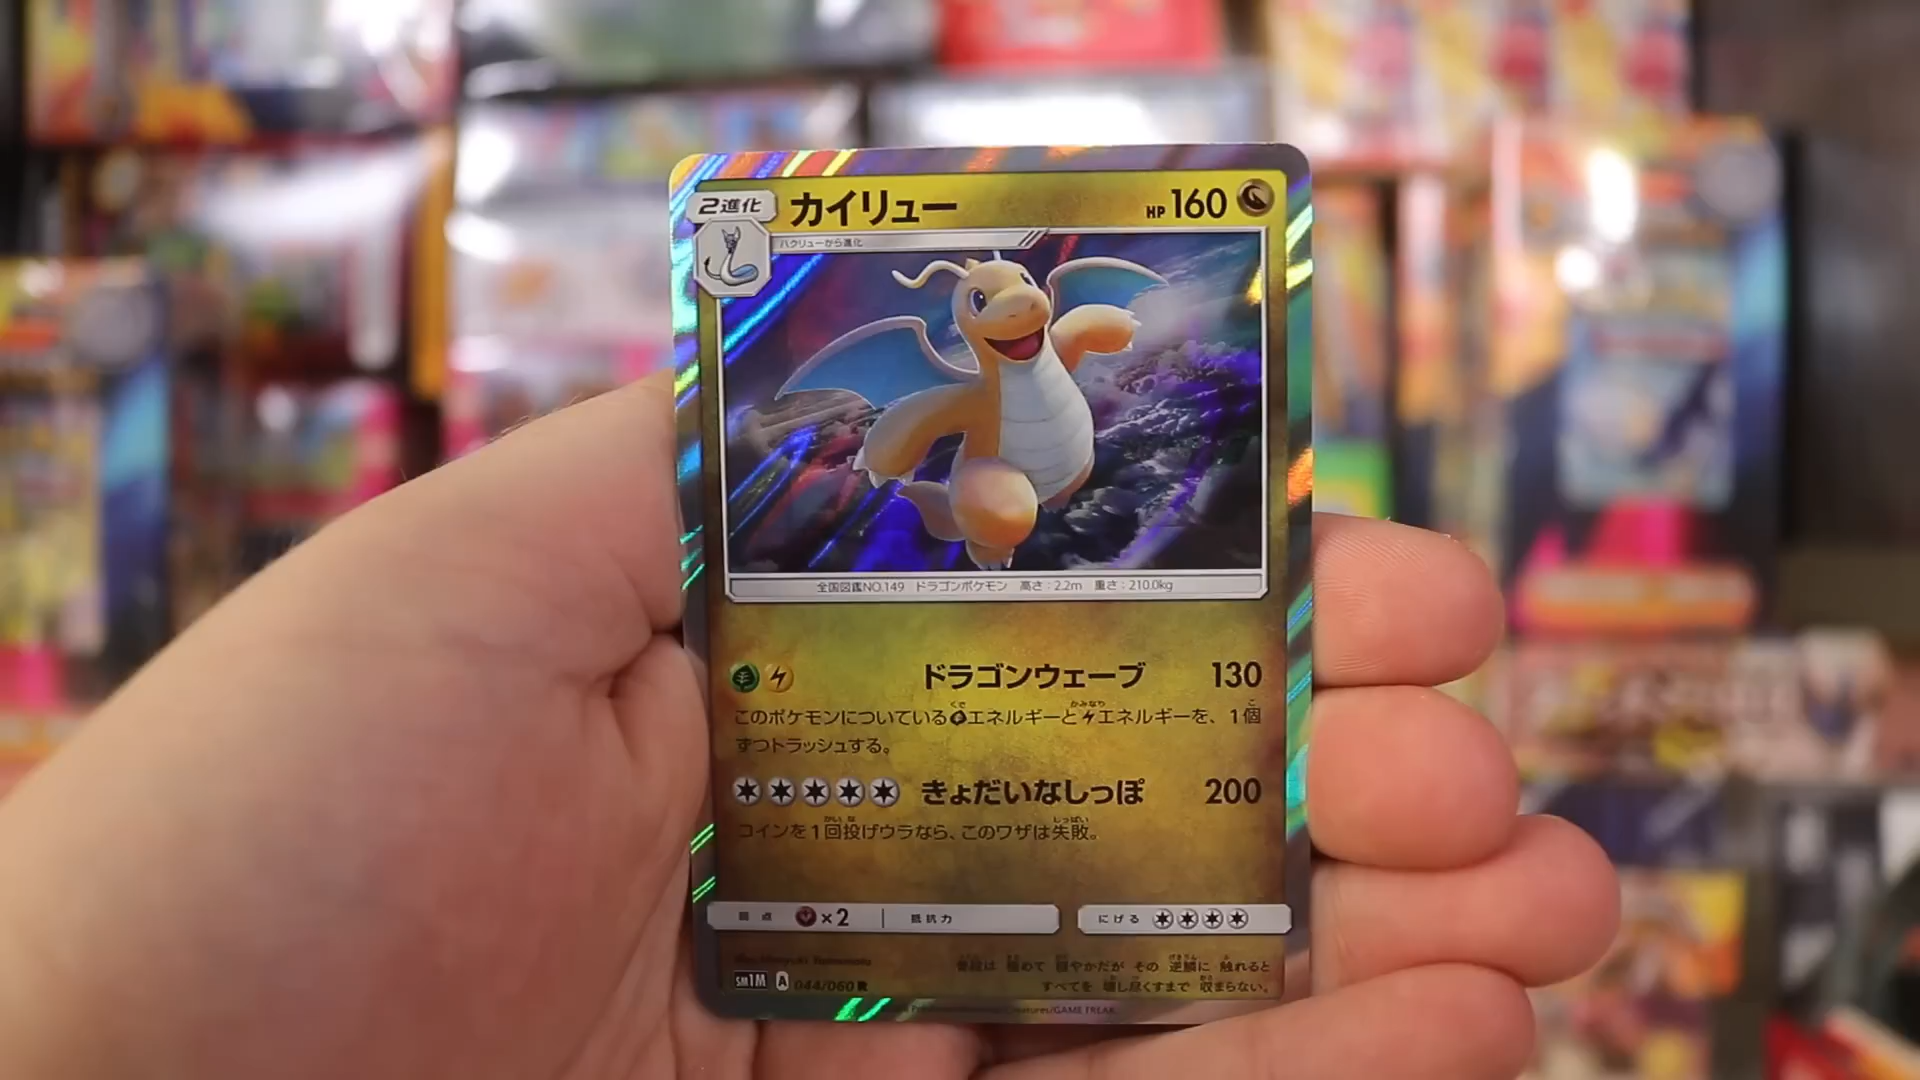 2進化 カイリュー HP 160
ハクリューから進化
全国図鑑NO.149 ドラゴンポケモン 高さ:2.2m 重さ:210.0kg
ドラゴンウェーブ 130
このポケモンについているエネルギーとエネルギーを、1個
ずつトラッシュする。
きょだいなしっぽ 200
コインを1回投げウラなら、このワザは失敗。
弱点 ×2 抵抗力 にげる
普段は 極めて 穏やかだが その 逆鱗に 触れると
すべてを 壊し尽くすまで 収まらない。
SM1M A 044/060 R
GAME FREAK